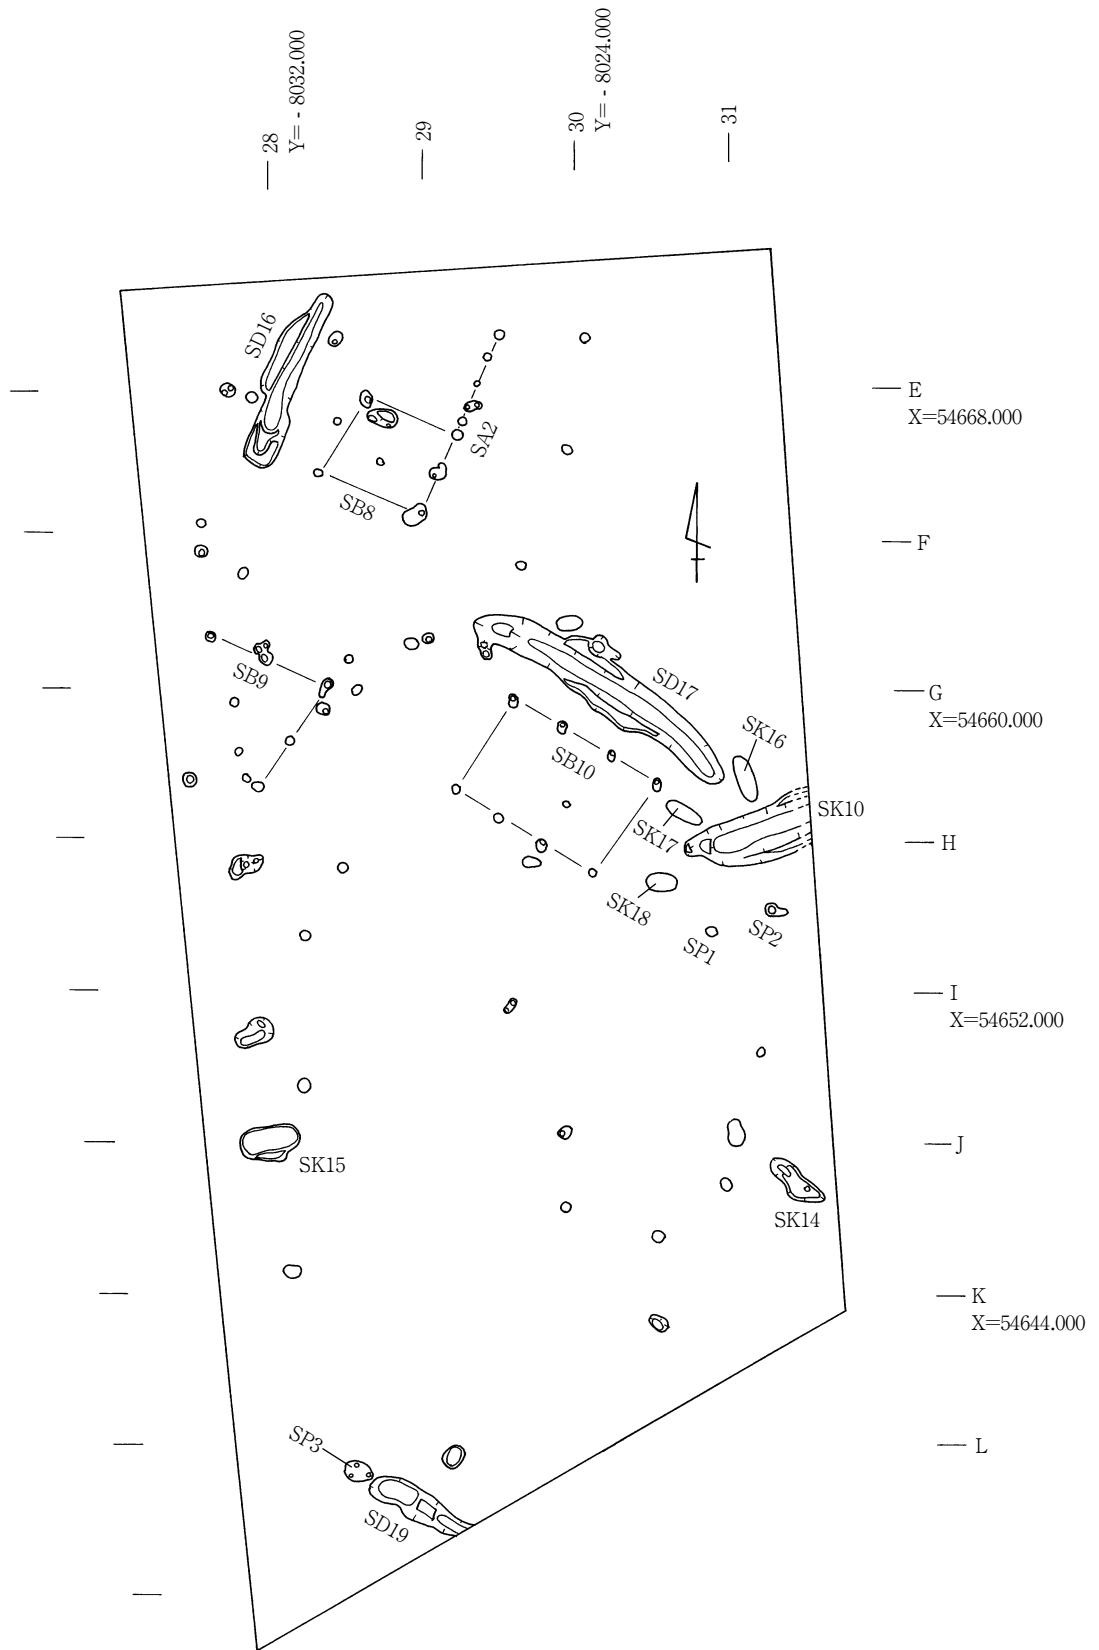 28
Y= - 8032.000
29
30
Y= - 8024.000
31
SD16
E
X=54668.000
SA2
SB8
F
SB9
SD17
G
X=54660.000
SK16
SB10
SK10
SK17
H
SK18
SP1
SP2
I
X=54652.000
J
SK15
SK14
K
X=54644.000
SP3
L
SD19